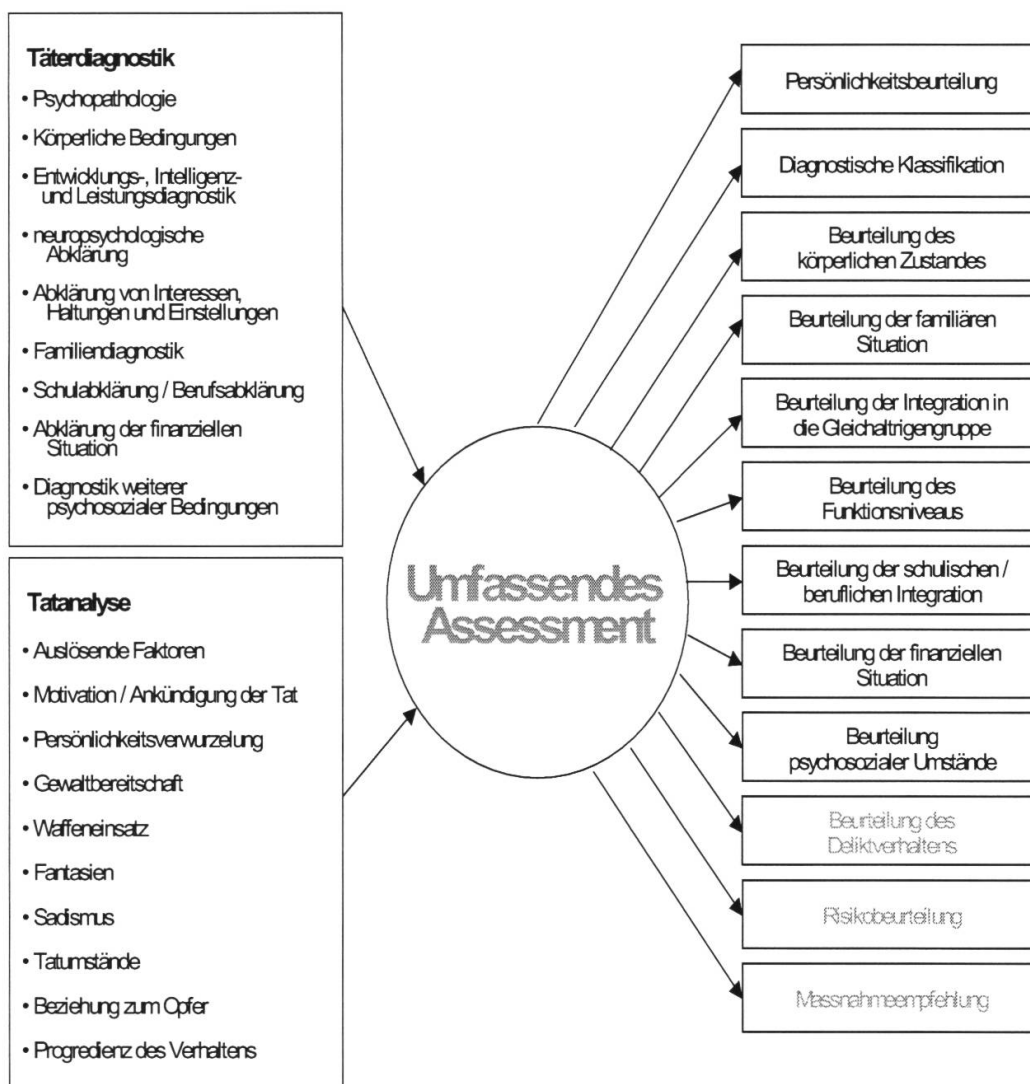 Täterdiagnostik
• Psychopathologie
• Körperliche Bedingungen
• Entwicklungs-, Intelligenz-
und Leistungsdiagnostik
• neuropsychologische
Abklärung
• Abklärung von Interessen,
Haltungen und Einstellungen
• Familiendiagnostik
• Schulabklärung / Berufsabklärung
• Abklärung der finanziellen
Situation
• Diagnostik weiterer
psychosozialer Bedingungen
Tatanalyse
• Auslösende Faktoren
• Motivation / Ankündigung der Tat
• Persönlichkeitsverwurzelung
• Gewaltbereitschaft
• Waffeneinsatz
• Fantasien
• Sadismus
• Tatumstände
• Beziehung zum Opfer
• Progredienz des Verhaltens
Umfassendes
Assessment
Persönlichkeitsbeurteilung
Diagnostische Klassifikation
Beurteilung des
körperlichen Zustandes
Beurteilung der familiären
Situation
Beurteilung der Integration in
die Gleichaltrigengruppe
Beurteilung des
Funktionsniveaus
Beurteilung der schulischen /
beruflichen Integration
Beurteilung der finanziellen
Situation
Beurteilung
psychosozialer Umstände
Beurteilung des
Deliktverhaltens
Risikobeurteilung
Massnahmeempfehlung